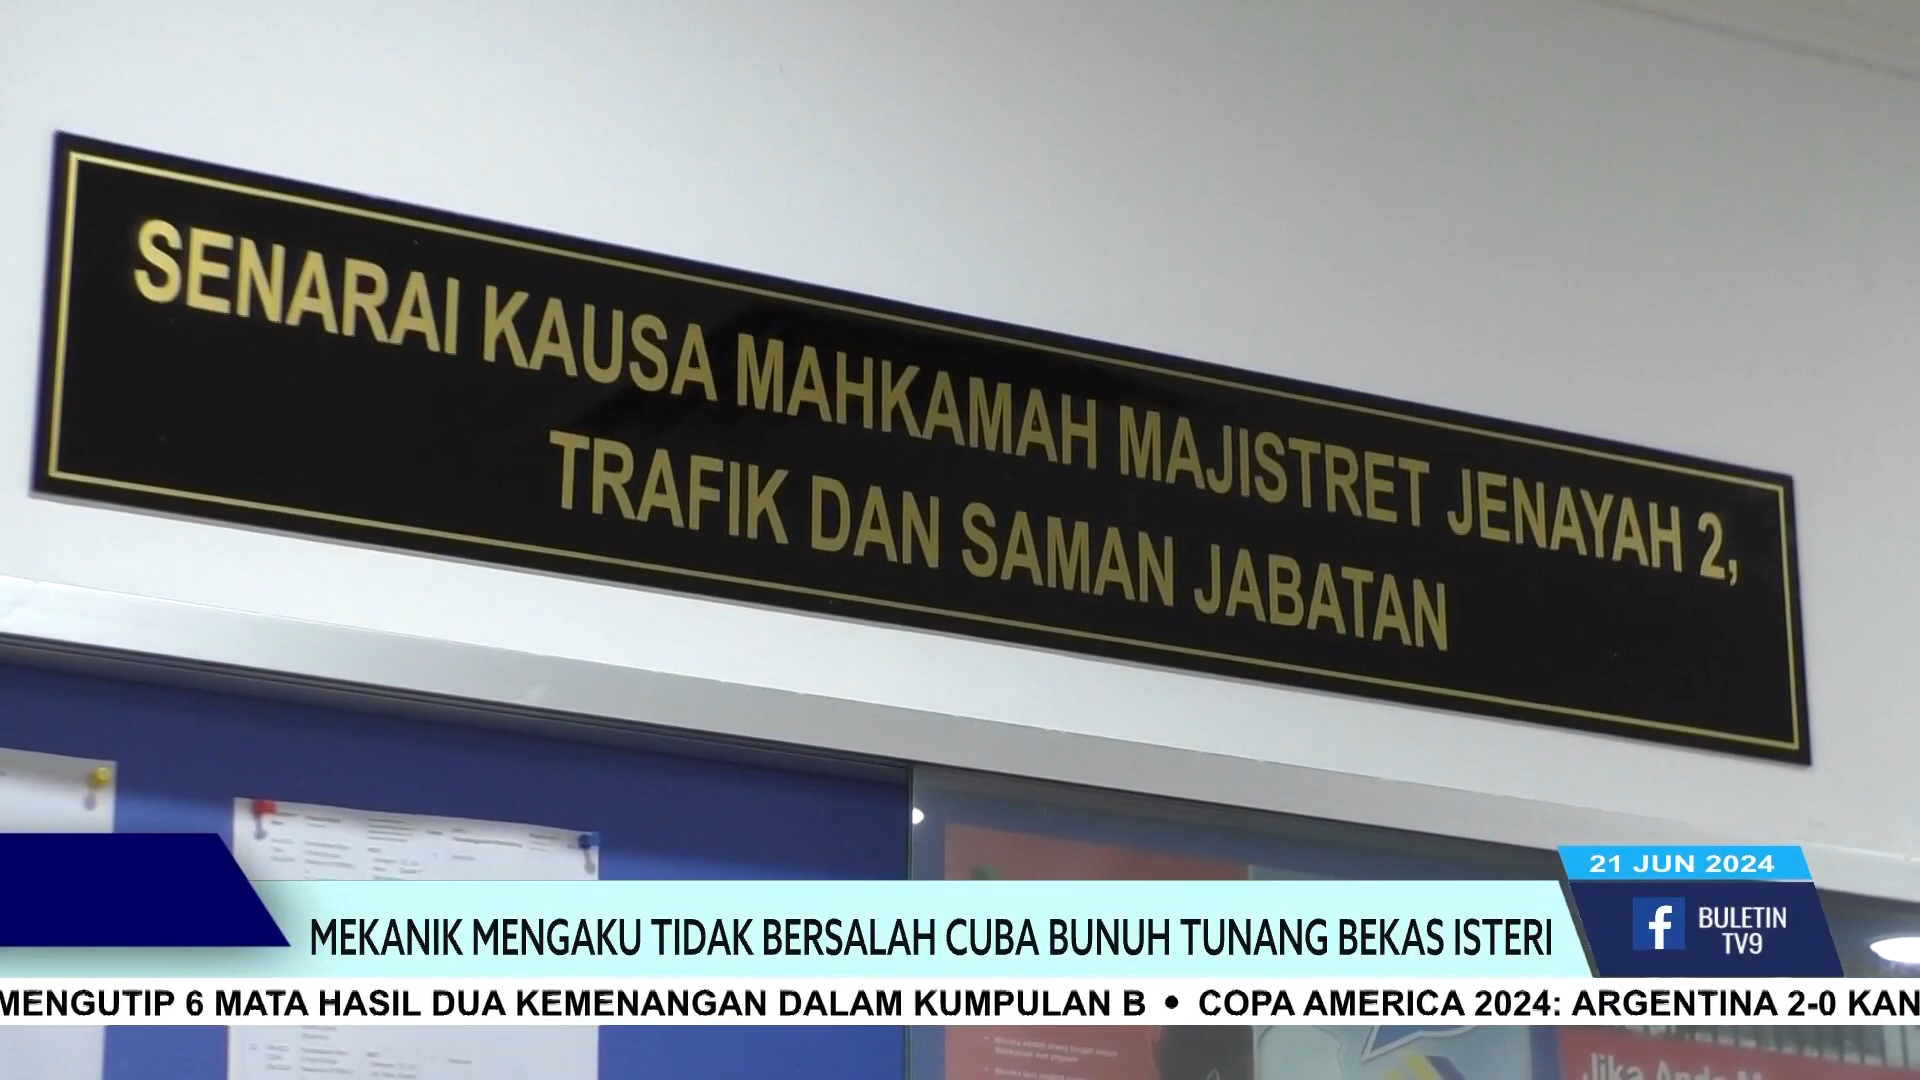 SENARAI KAUSA MAHKAMAH MAJISTRET JENAYAH 2,
TRAFIK DAN SAMAN JABATAN
21 JUN 2024
MEKANIK MENGAKU TIDAK BERSALAH CUBA BUNUH TUNANG BEKAS ISTERI
BULETIN
TV9
MENGUTIP 6 MATA HASIL DUA KEMENANGAN DALAM KUMPULAN B • COPA AMERICA 2024: ARGENTINA 2-0 KAN
Jika Anda